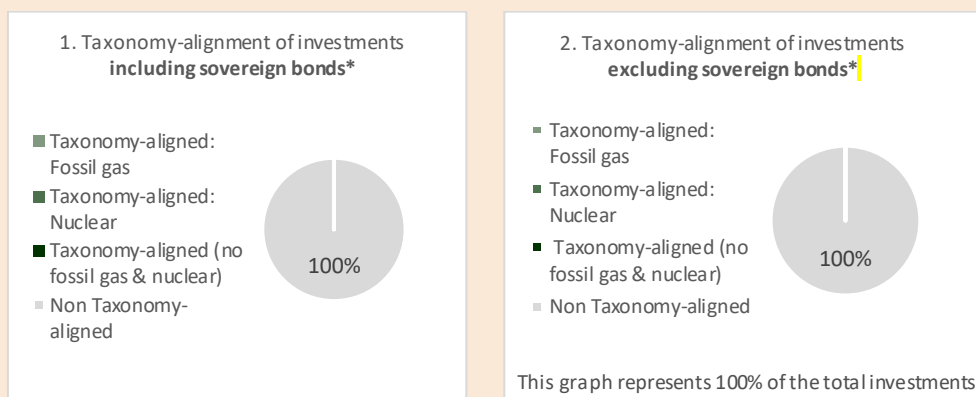 1. Taxonomy-alignment of investments
including sovereign bonds*
Taxonomy-aligned:
Fossil gas
Taxonomy-aligned:
Nuclear
Taxonomy-aligned (no
fossil gas & nuclear)
Non Taxonomy-
aligned
100%
2. Taxonomy-alignment of investments
excluding sovereign bonds*
Taxonomy-aligned:
Fossil gas
Taxonomy-aligned:
Nuclear
Taxonomy-aligned (no
fossil gas & nuclear)
Non Taxonomy-aligned
100%
This graph represents 100% of the total investments